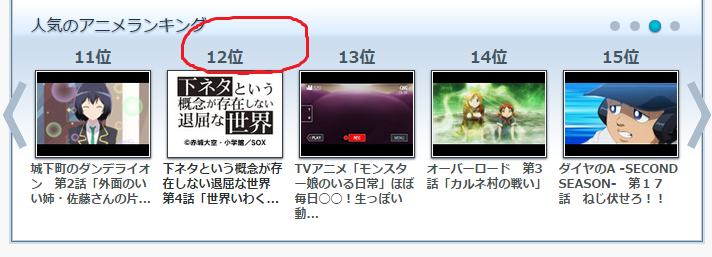 人気のアニメランキング
11位
12位
13位
14位
15位
下ネタという
概念が存在しない
退屈な世界
©赤城大空・小学館／SOX
PLAY
REC
MENU
城下町のダンデライオ
ン　第2話「外面のい
い姉・佐藤さんの片...
下ネタという概念が存
在しない退屈な世界
第4話「世界いわく...
TVアニメ「モンスタ
ー娘のいる日常」ほぼ
毎日○○！生っぽい
動...
オーバーロード　第3
話「カルネ村の戦い」
ダイヤのA -SECOND
SEASON-　第１７
話　ねじ伏せろ！！